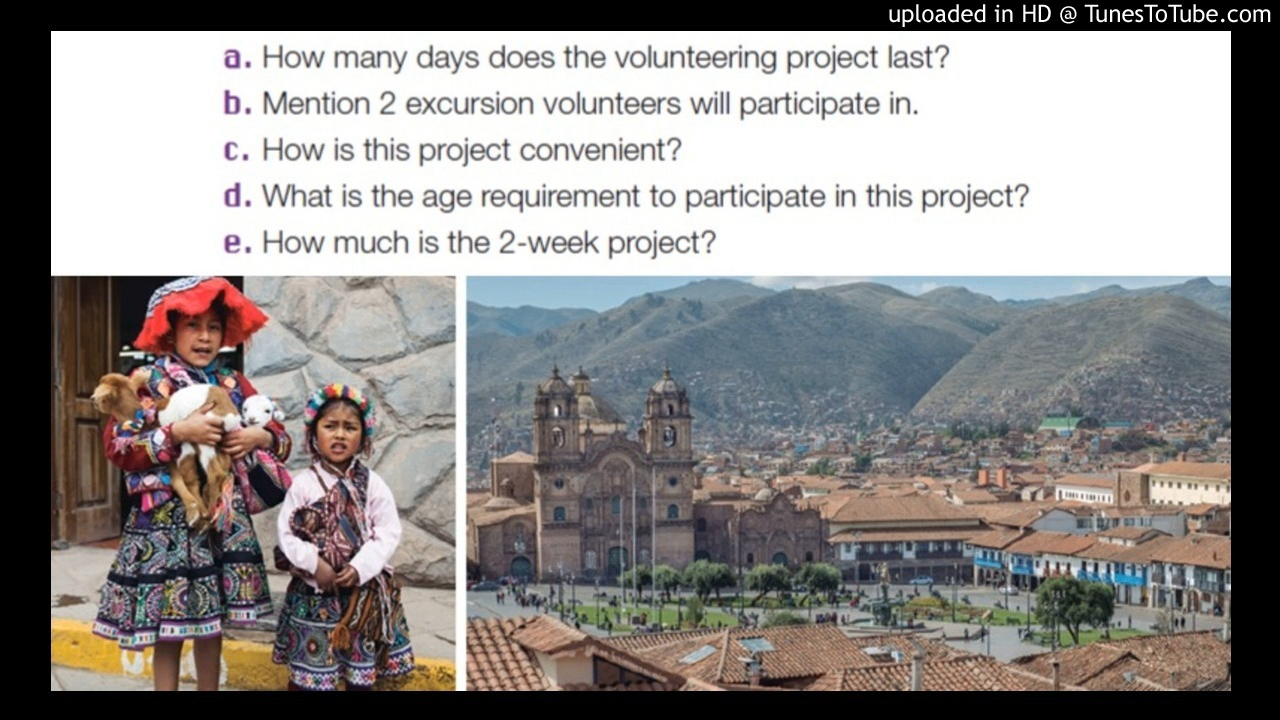 uploaded in HD @ TunesToTube.com
a. How many days does the volunteering project last?
b. Mention 2 excursion volunteers will participate in.
c. How is this project convenient?
d. What is the age requirement to participate in this project?
e. How much is the 2-week project?